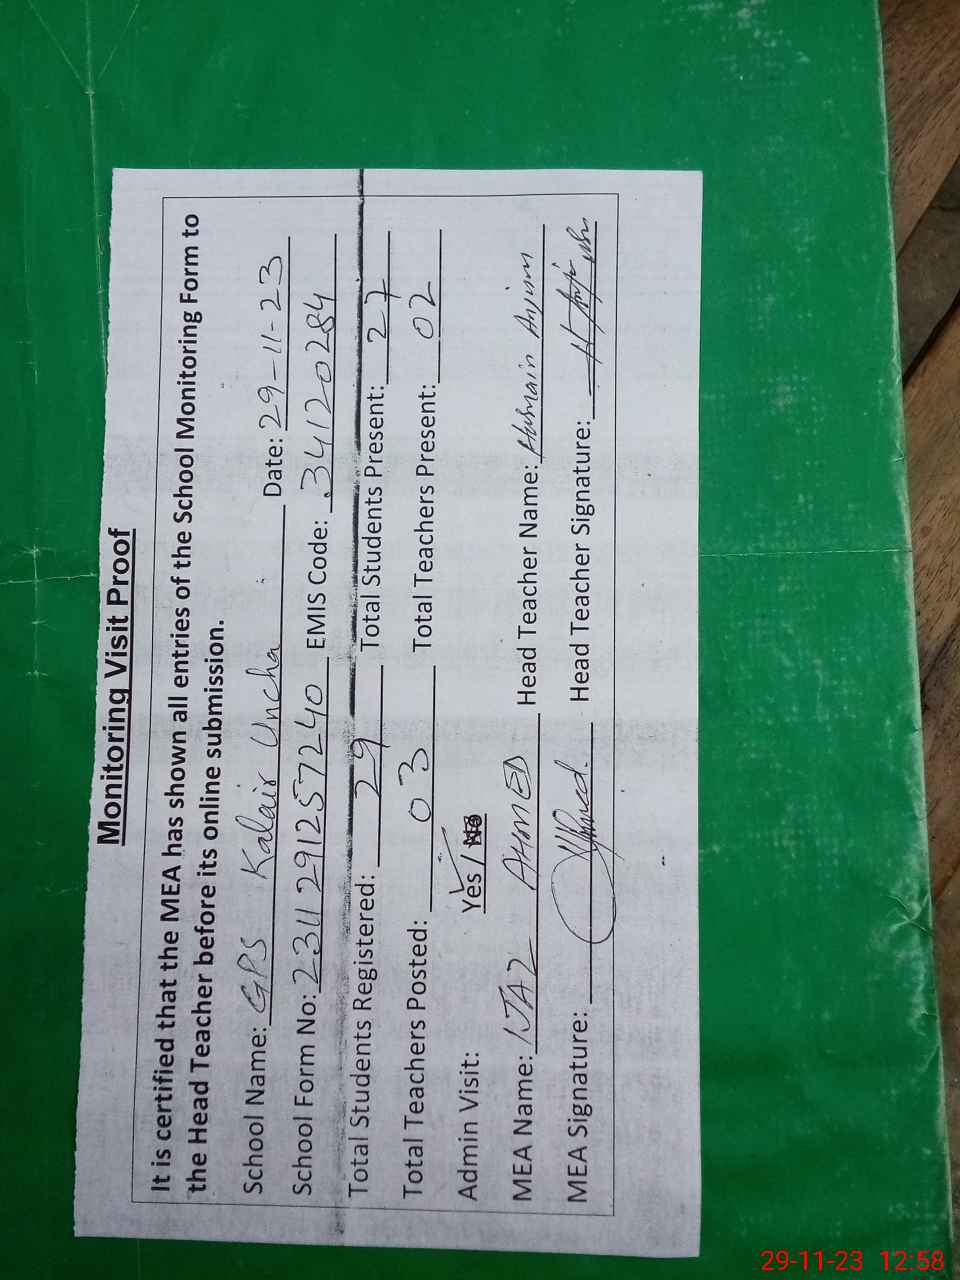 Monitoring Visit Proof
It is certified that the MEA has shown all entries of the School Monitoring Form to
the Head Teacher before its online submission.
School Name: GPS Kalair Uncha Date: 29-11-23
School Form No: 2311291257240 EMIS Code: 34120284
Total Students Registered: 29 Total Students Present: 27
Total Teachers Posted: 03 Total Teachers Present: 02
Admin Visit: Yes / No
MEA Name: IJAZ AHMED Head Teacher Name: Humain Anjum
MEA Signature: Head Teacher Signature:
29-11-23 12:58